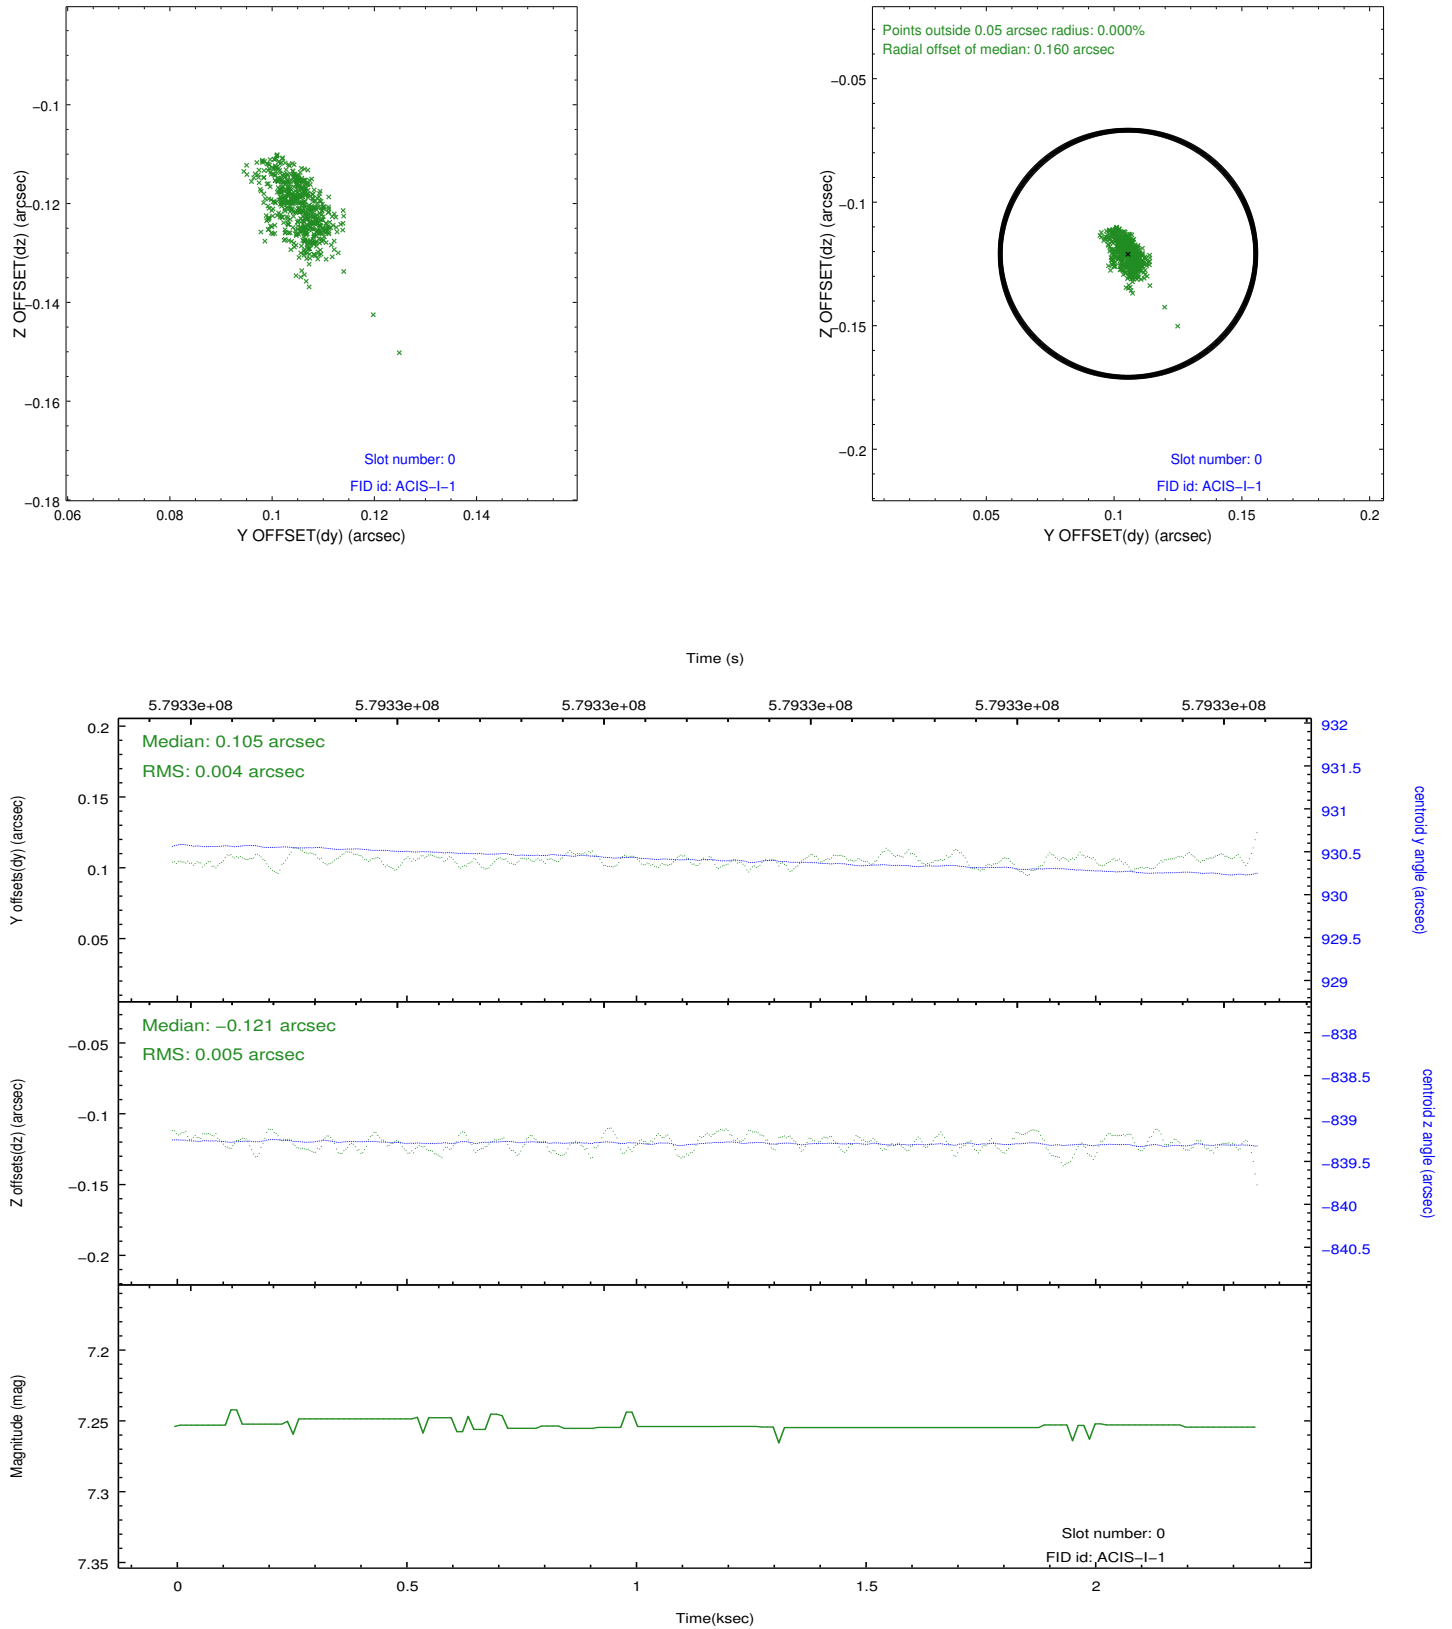 −0.1
−0.12
−0.14
−0.16
−0.18
Z OFFSET(dz) (arcsec)
0.06
0.08
0.1
0.12
0.14
Y OFFSET(dy) (arcsec)
Slot number: 0
FID id: ACIS−I−1
Points outside 0.05 arcsec radius: 0.000%
Radial offset of median: 0.160 arcsec
−0.05
−0.1
−0.15
−0.2
Z OFFSET(dz) (arcsec)
0.05
0.1
0.15
0.2
Y OFFSET(dy) (arcsec)
Slot number: 0
FID id: ACIS−I−1
Time (s)
5.7933e+08
5.7933e+08
5.7933e+08
5.7933e+08
5.7933e+08
5.7933e+08
Median: 0.105 arcsec
RMS: 0.004 arcsec
0.2
0.15
0.1
0.05
Y offsets(dy) (arcsec)
932
931.5
931
930.5
930
929.5
929
centroid y angle (arcsec)
Median: −0.121 arcsec
RMS: 0.005 arcsec
−0.05
−0.1
−0.15
−0.2
Z offsets(dz) (arcsec)
−838
−838.5
−839
−839.5
−840
−840.5
centroid z angle (arcsec)
7.2
7.25
7.3
7.35
Magnitude (mag)
Slot number: 0
FID id: ACIS−I−1
0
0.5
1
1.5
2
Time(ksec)